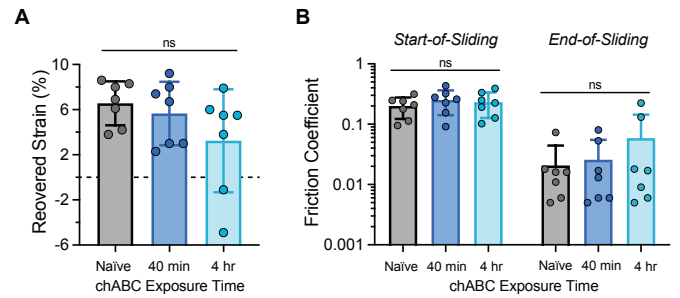 A
ns
Reovered Strain (%)
10
6
2
-2
-6
Naïve 40 min 4 hr
chABC Exposure Time
B
Start-of-Sliding End-of-Sliding
ns
ns
Friction Coefficient
1
0.1
0.01
0.001
Naïve 40 min 4 hr Naïve 40 min 4 hr
chABC Exposure Time